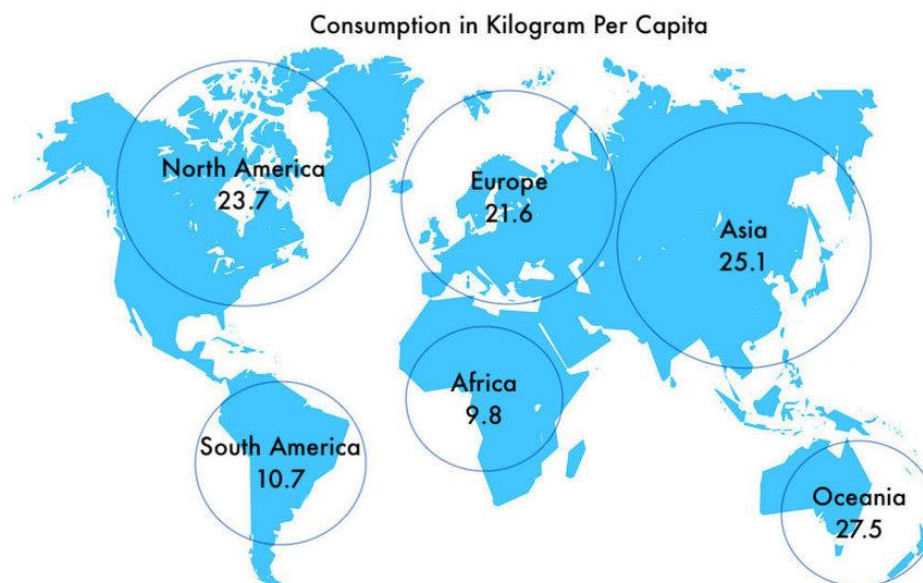 Consumption in Kilogram Per Capita
North America
23.7
Europe
21.6
Asia
25.1
Africa
9.8
South America
10.7
Oceania
27.5